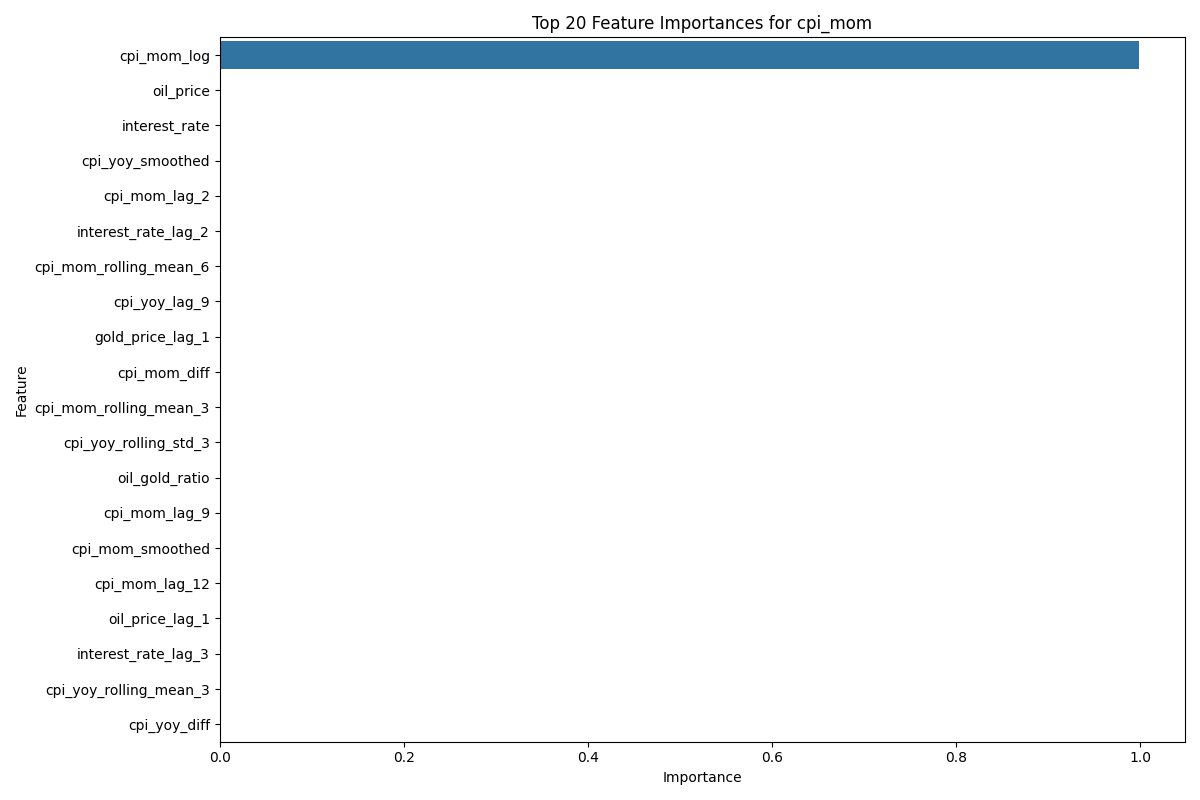 Top 20 Feature Importances for cpi_mom
Feature
cpi_mom_log
oil_price
interest_rate
cpi_yoy_smoothed
cpi_mom_lag_2
interest_rate_lag_2
cpi_mom_rolling_mean_6
cpi_yoy_lag_9
gold_price_lag_1
cpi_mom_diff
cpi_mom_rolling_mean_3
cpi_yoy_rolling_std_3
oil_gold_ratio
cpi_mom_lag_9
cpi_mom_smoothed
cpi_mom_lag_12
oil_price_lag_1
interest_rate_lag_3
cpi_yoy_rolling_mean_3
cpi_yoy_diff
0.0 0.2 0.4 0.6 0.8 1.0
Importance